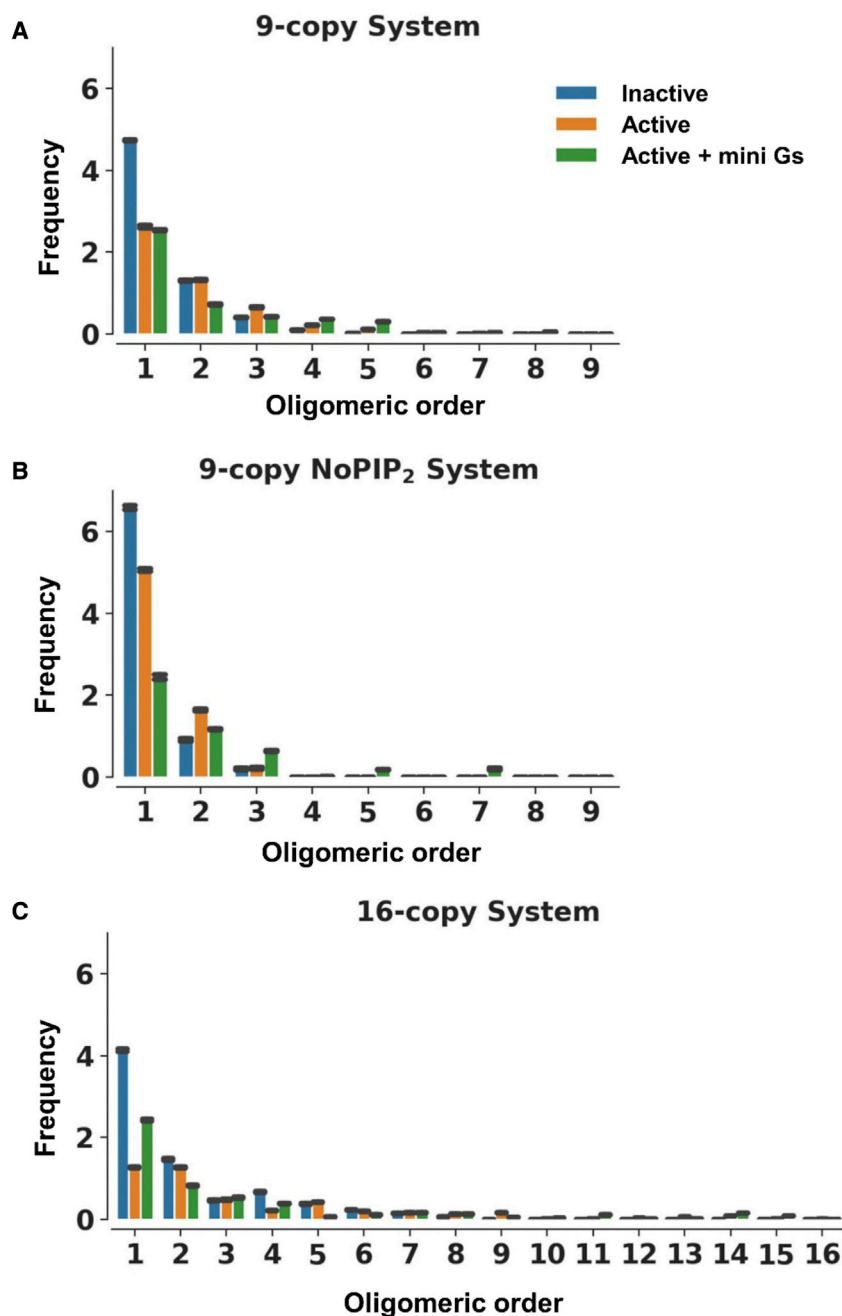 A
9-copy System
6
4
2
0
Frequency
Inactive
Active
Active + mini Gs
1 2 3 4 5 6 7 8 9
Oligomeric order
B
9-copy NoPIP₂ System
6
4
2
0
Frequency
1 2 3 4 5 6 7 8 9
Oligomeric order
C
16-copy System
6
4
2
0
Frequency
1 2 3 4 5 6 7 8 9 10 11 12 13 14 15 16
Oligomeric order